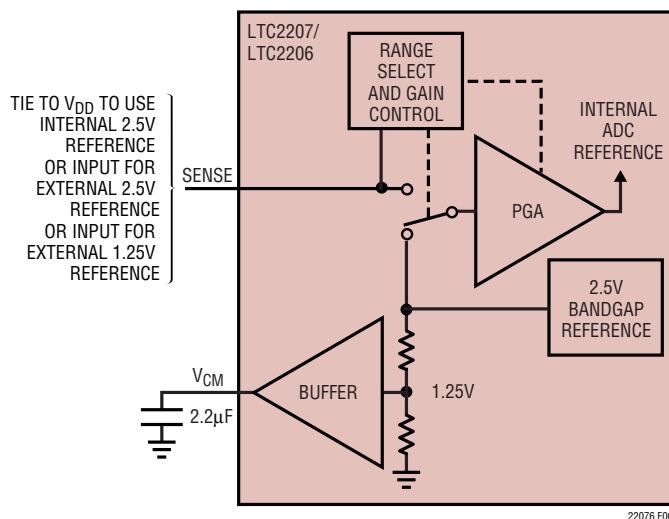 LTC2207/
LTC2206
RANGE
SELECT
AND GAIN
CONTROL
TIE TO VDD TO USE
INTERNAL 2.5V
REFERENCE
OR INPUT FOR
EXTERNAL 2.5V
REFERENCE
OR INPUT FOR
EXTERNAL 1.25V
REFERENCE
SENSE
INTERNAL
ADC
REFERENCE
PGA
2.5V
BANDGAP
REFERENCE
VCM
BUFFER
1.25V
2.2µF